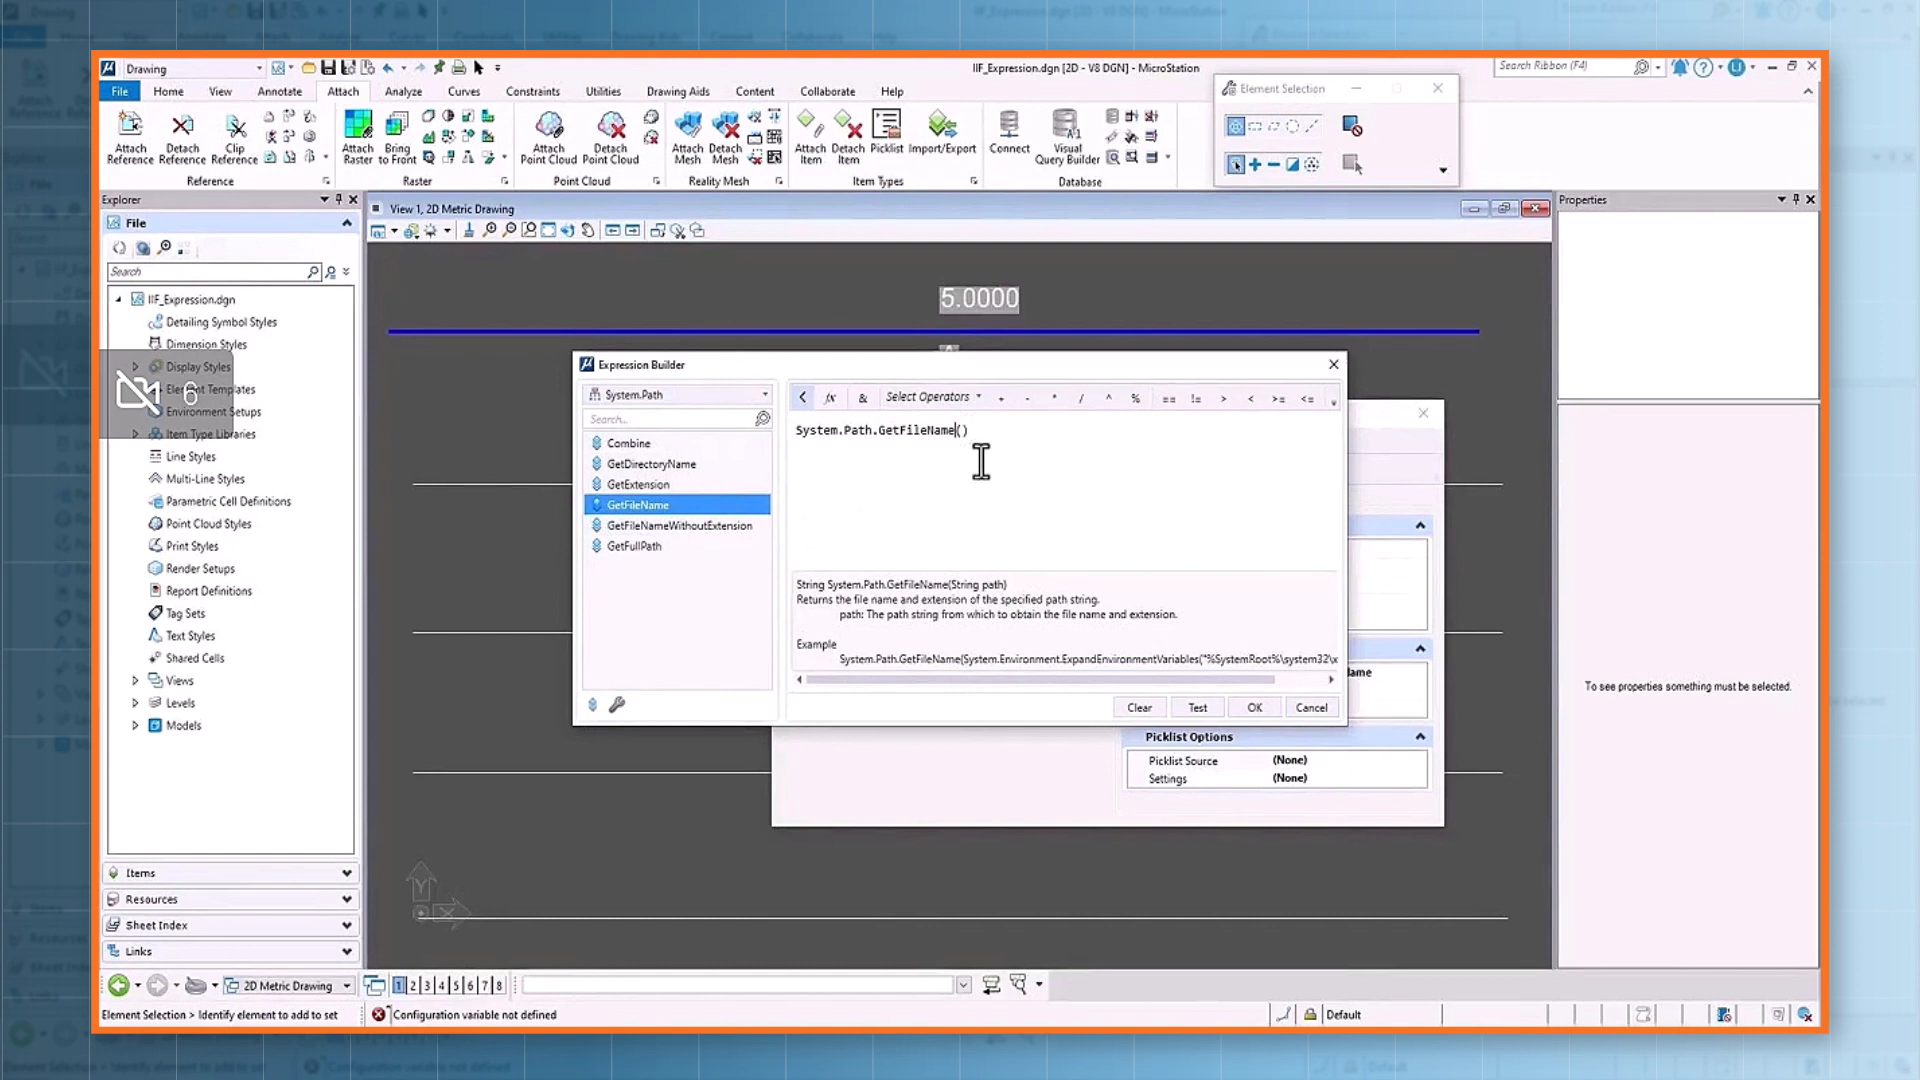 Drawing
IIF_Expression.dgn [2D - V8 DGN] - MicroStation
Search Ribbon (F4)
File
Home
View
Annotate
Attach
Analyze
Curves
Constraints
Utilities
Drawing Aids
Content
Collaborate
Help
Element Selection
Attach Reference
Detach Reference
Clip Reference
Reference
Attach Raster
Bring to Front
Raster
Attach Point Cloud
Detach Point Cloud
Point Cloud
Attach Mesh
Detach Mesh
Reality Mesh
Attach Item
Detach Item
Picklist
Import/Export
Item Types
Connect
Visual Query Builder
Database
Explorer
File
Search
IIF_Expression.dgn
Detailing Symbol Styles
Dimension Styles
Display Styles
Element Templates
Environment Setups
Item Type Libraries
Line Styles
Multi-Line Styles
Parametric Cell Definitions
Point Cloud Styles
Print Styles
Render Setups
Report Definitions
Tag Sets
Text Styles
Shared Cells
Views
Levels
Models
Items
Resources
Sheet Index
Links
6
View 1, 2D Metric Drawing
5.0000
Expression Builder
System.Path
Search...
Combine
GetDirectoryName
GetExtension
GetFileName
GetFileNameWithoutExtension
GetFullPath
fx & Select Operators + - * / ^ % == != > < >= <=
System.Path.GetFileName()
String System.Path.GetFileName(String path)
Returns the file name and extension of the specified path string.
path: The path string from which to obtain the file name and extension.
Example
System.Path.GetFileName(System.Environment.ExpandEnvironmentVariables("%SystemRoot%\system32\x
Clear
Test
OK
Cancel
lame
Picklist Options
Picklist Source (None)
Settings (None)
Properties
To see properties something must be selected.
Y
X
2D Metric Drawing
1 2 3 4 5 6 7 8
Element Selection > Identify element to add to set
Configuration variable not defined
Default